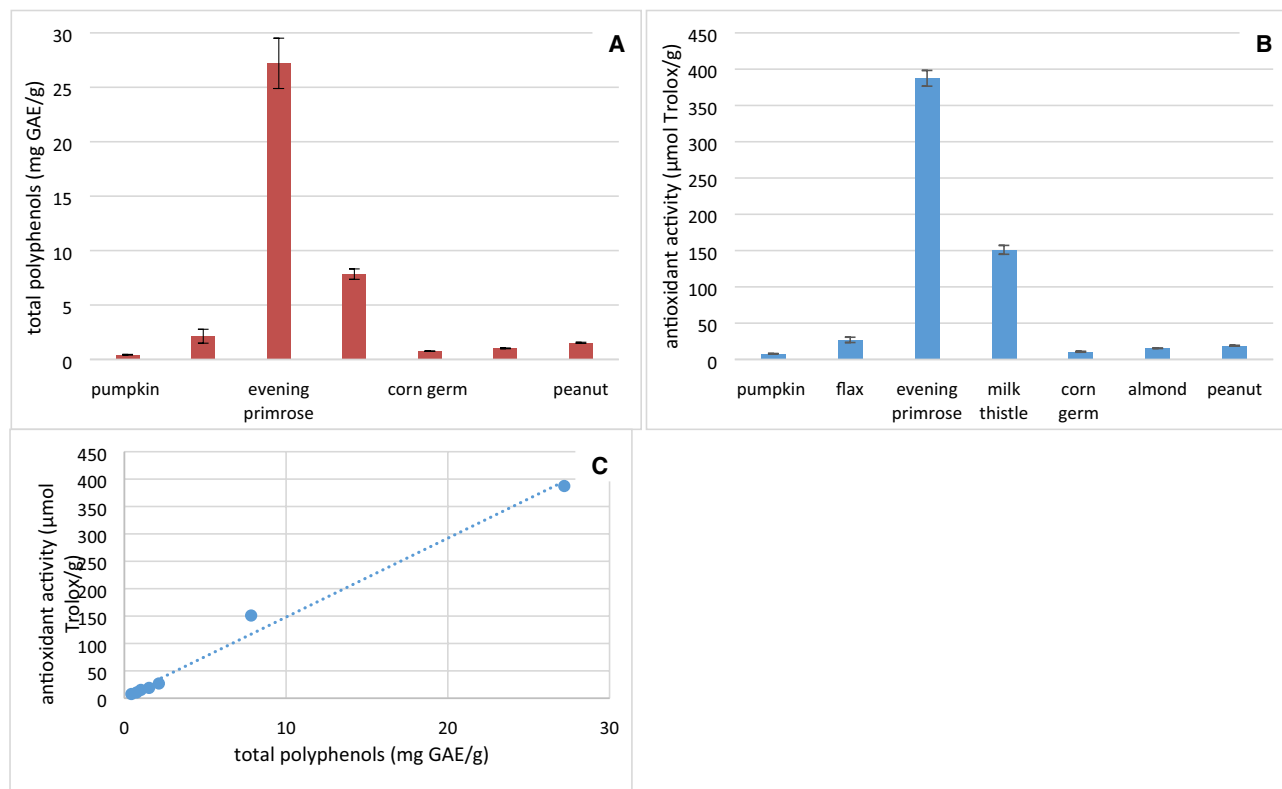 A
total polyphenols (mg GAE/g)
30
25
20
15
10
5
0
pumpkin evening corn germ peanut
primrose
B
antioxidant activity (µmol Trolox/g)
450
400
350
300
250
200
150
100
50
0
pumpkin flax evening milk corn almond peanut
primrose thistle germ
C
antioxidant activity (µmol
Trolox/g)
450
400
350
300
250
200
150
100
50
0
0 10 20 30
total polyphenols (mg GAE/g)